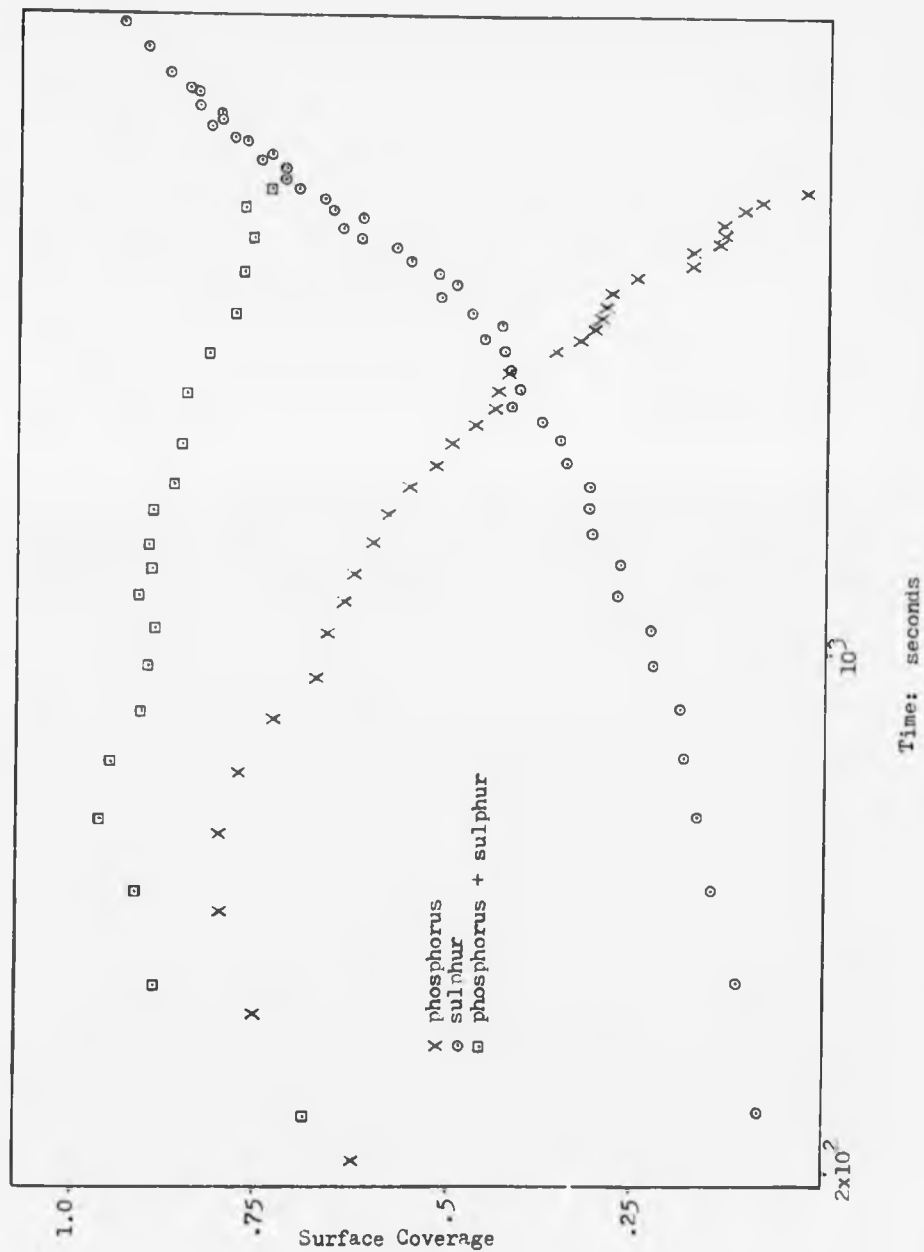 1.0
.75
.5
.25
Surface Coverage
x phosphorus
⊙ sulphur
⊡ phosphorus + sulphur
2x10²
10³
Time: seconds